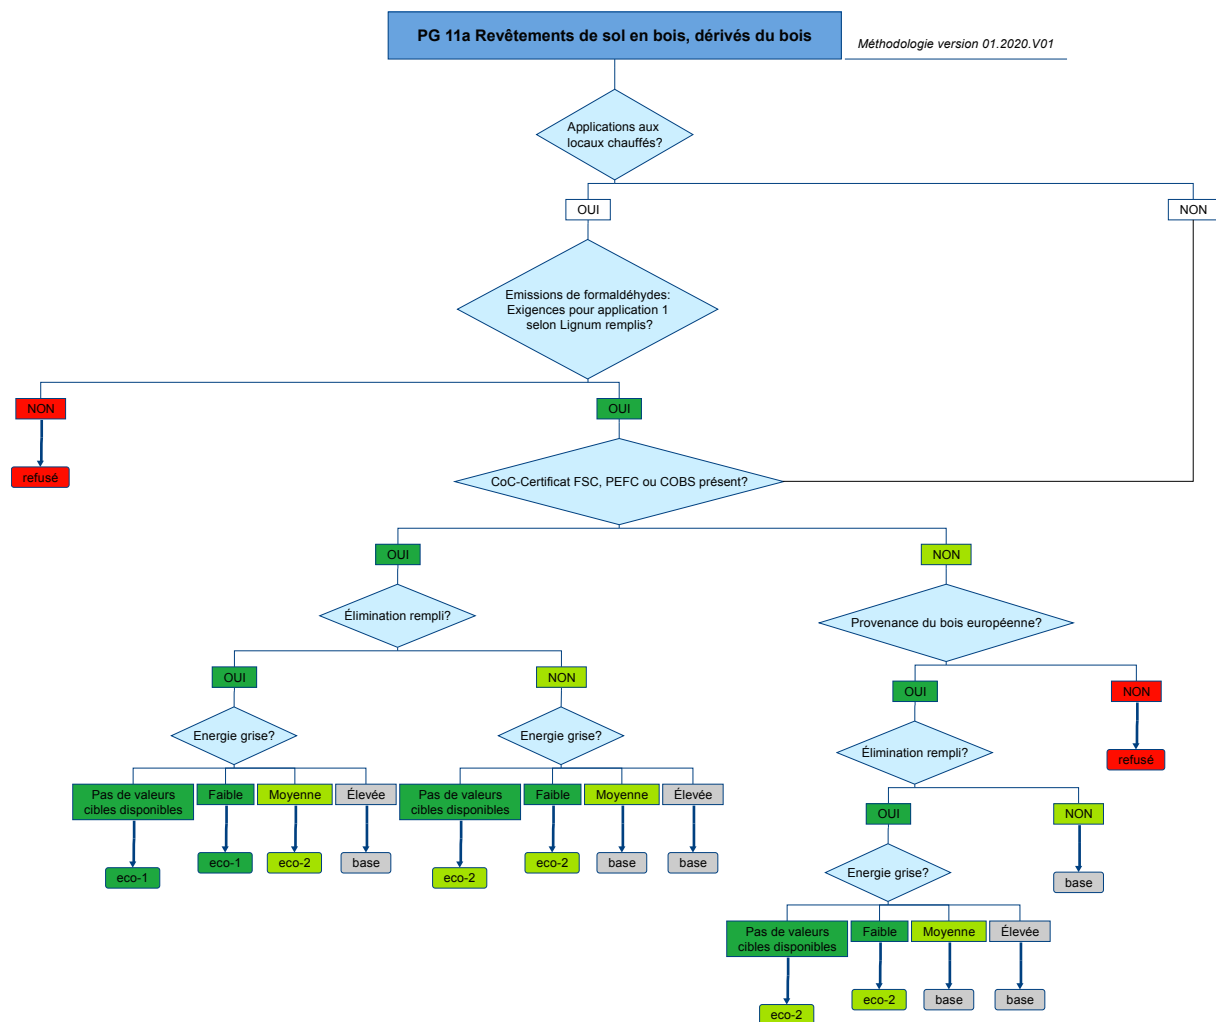 PG 11a Revêtements de sol en bois, dérivés du bois
Méthodologie version 01.2020.V01
Applications aux
locaux chauffés?
OUI
NON
Emissions de formaldéhydes:
Exigences pour application 1
selon Lignum remplis?
NON
OUI
refusé
CoC-Certificat FSC, PEFC ou COBS présent?
OUI
NON
Élimination rempli?
Provenance du bois européenne?
OUI
NON
OUI
NON
Energie grise?
Energie grise?
Élimination rempli?
refusé
Pas de valeurs
cibles disponibles
Faible
Moyenne
Élevée
Pas de valeurs
cibles disponibles
Faible
Moyenne
Élevée
OUI
NON
eco-1
eco-1
eco-2
base
eco-2
eco-2
base
base
Energie grise?
base
Pas de valeurs
cibles disponibles
Faible
Moyenne
Élevée
eco-2
eco-2
base
base